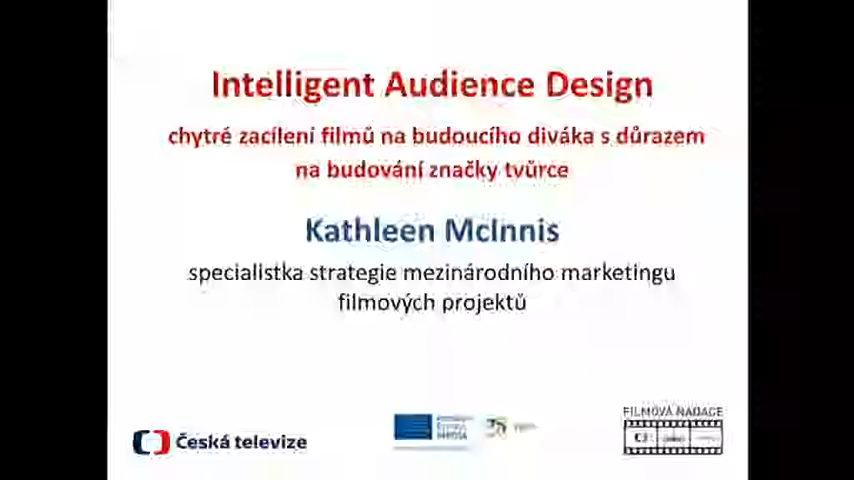 Intelligent Audience Design
chytré zacílení filmů na budoucího diváka s důrazem
na budování značky tvůrce
Kathleen McInnis
specialistka strategie mezinárodního marketingu
filmových projektů
FILMOVÁ NADACE
Česká televize